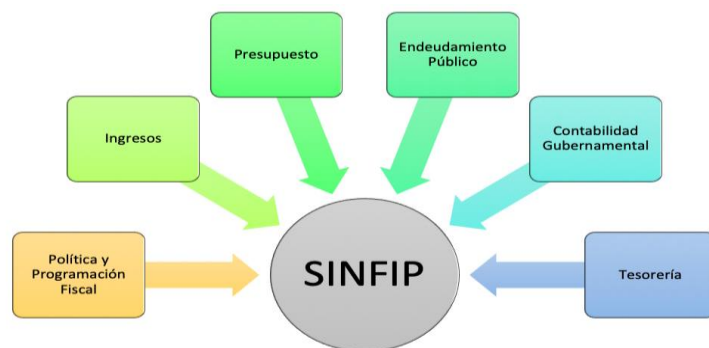 Presupuesto
Endeudamiento
Público
Ingresos
Contabilidad
Gubernamental
Política y
Programación
Fiscal
SINFIP
Tesorería